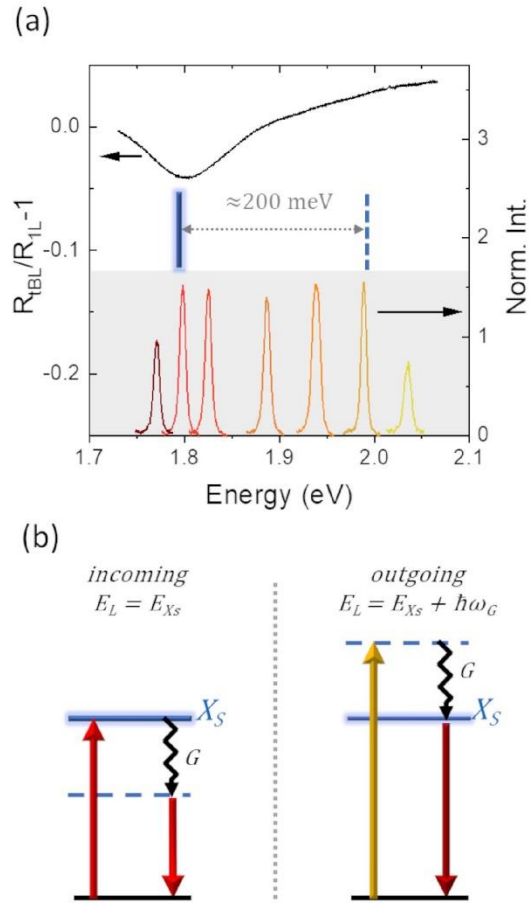 (a)
R_tBL/R_1L-1
0.0
-0.1
-0.2
≈200 meV
3
2
1
0
Norm. Int.
1.7 1.8 1.9 2.0 2.1
Energy (eV)
(b)
incoming outgoing
E_L = E_Xs E_L = E_Xs + ħω_G
G
X_S
G
X_S